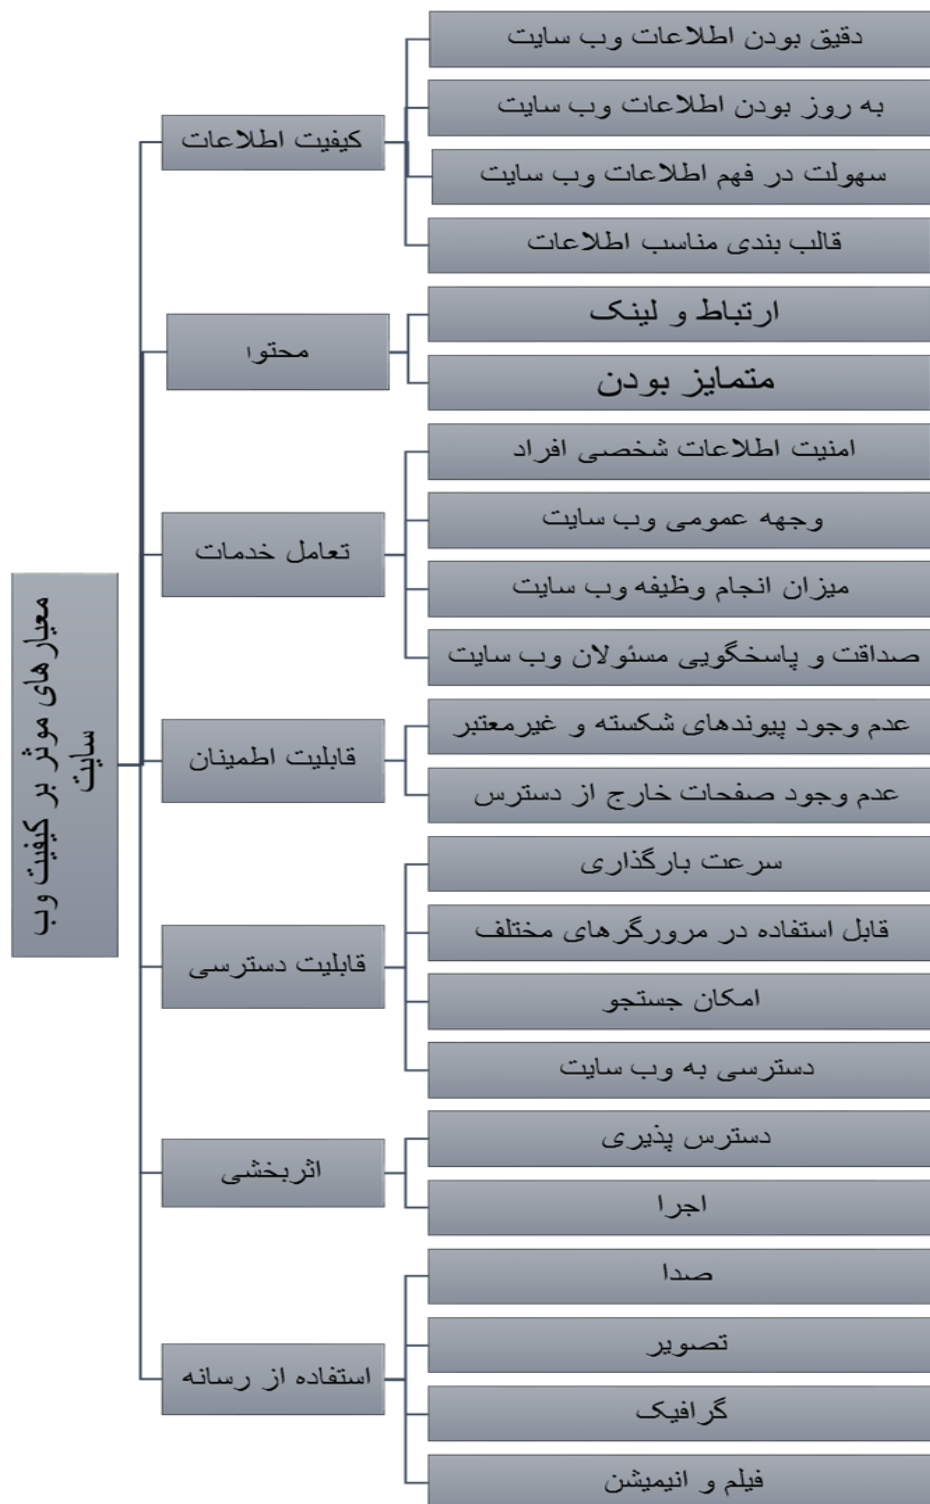 معیار های موثر بر کیفیت وب
سایت
کیفیت اطلاعات
دقیق بودن اطلاعات وب سایت
به روز بودن اطلاعات وب سایت
سهولت در فهم اطلاعات وب سایت
قالب بندی مناسب اطلاعات
محتوا
ارتباط و لینک
متمایز بودن
تعامل خدمات
امنیت اطلاعات شخصی افراد
وجهه عمومی وب سایت
میزان انجام وظیفه وب سایت
صداقت و پاسخگویی مسئولان وب سایت
قابلیت اطمینان
عدم وجود پیوندهای شکسته و غیرمعتبر
عدم وجود صفحات خارج از دسترس
قابلیت دسترسی
سرعت بارگذاری
قابل استفاده در مرورگرهای مختلف
امکان جستجو
دسترسی به وب سایت
اثربخشی
دسترس پذیری
اجرا
استفاده از رسانه
صدا
تصویر
گرافیک
فیلم و انیمیشن